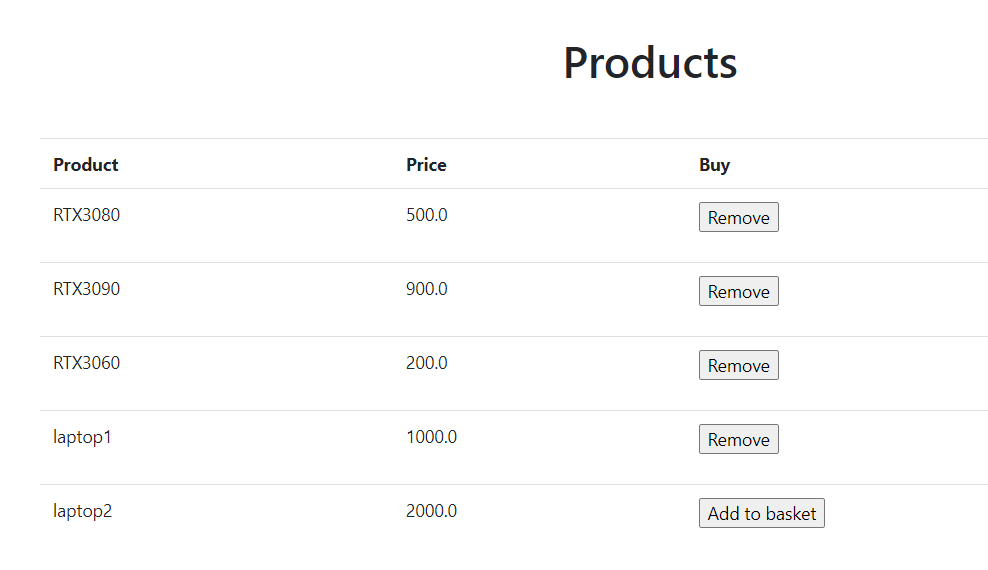 Products
Product Price Buy
RTX3080 500.0 Remove
RTX3090 900.0 Remove
RTX3060 200.0 Remove
laptop1 1000.0 Remove
laptop2 2000.0 Add to basket